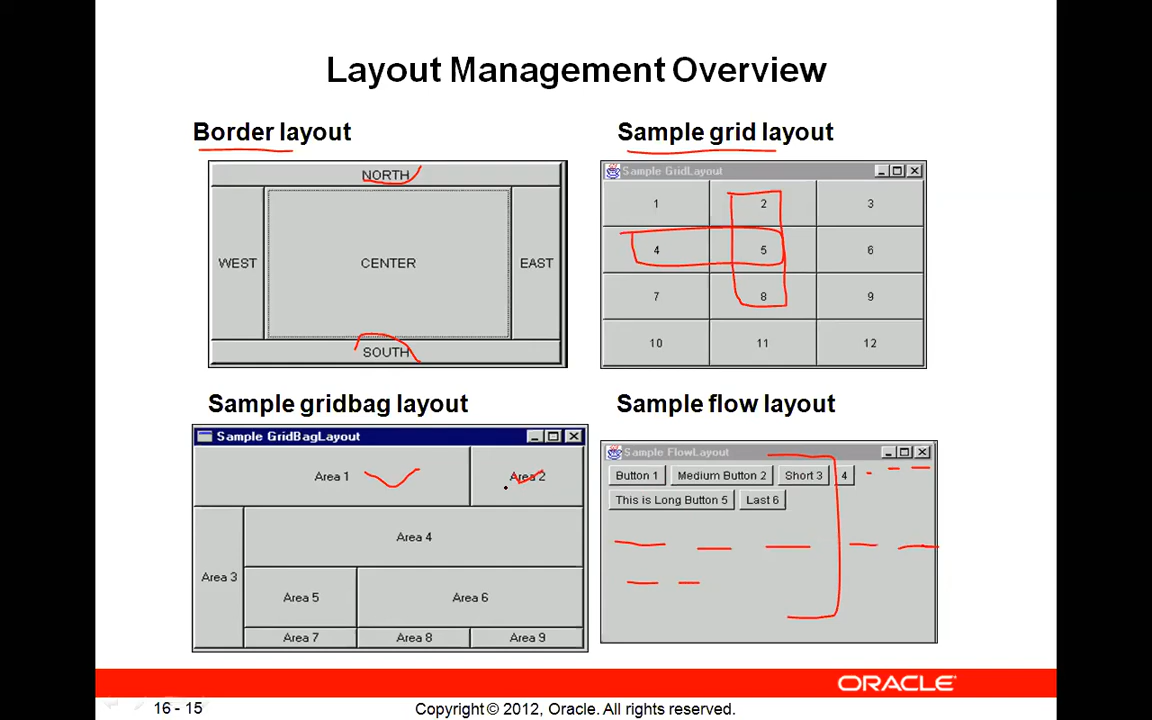 Layout Management Overview
Border layout
NORTH
WEST
CENTER
EAST
SOUTH
Sample grid layout
Sample GridLayout
1 2 3
4 5 6
7 8 9
10 11 12
Sample gridbag layout
Sample GridBagLayout
Area 1 Area 2
Area 3
Area 4
Area 5 Area 6
Area 7 Area 8 Area 9
Sample flow layout
Sample FlowLayout
Button 1 Medium Button 2 Short 3 4
This is Long Button 5 Last 6
ORACLE
16 - 15
Copyright © 2012, Oracle. All rights reserved.